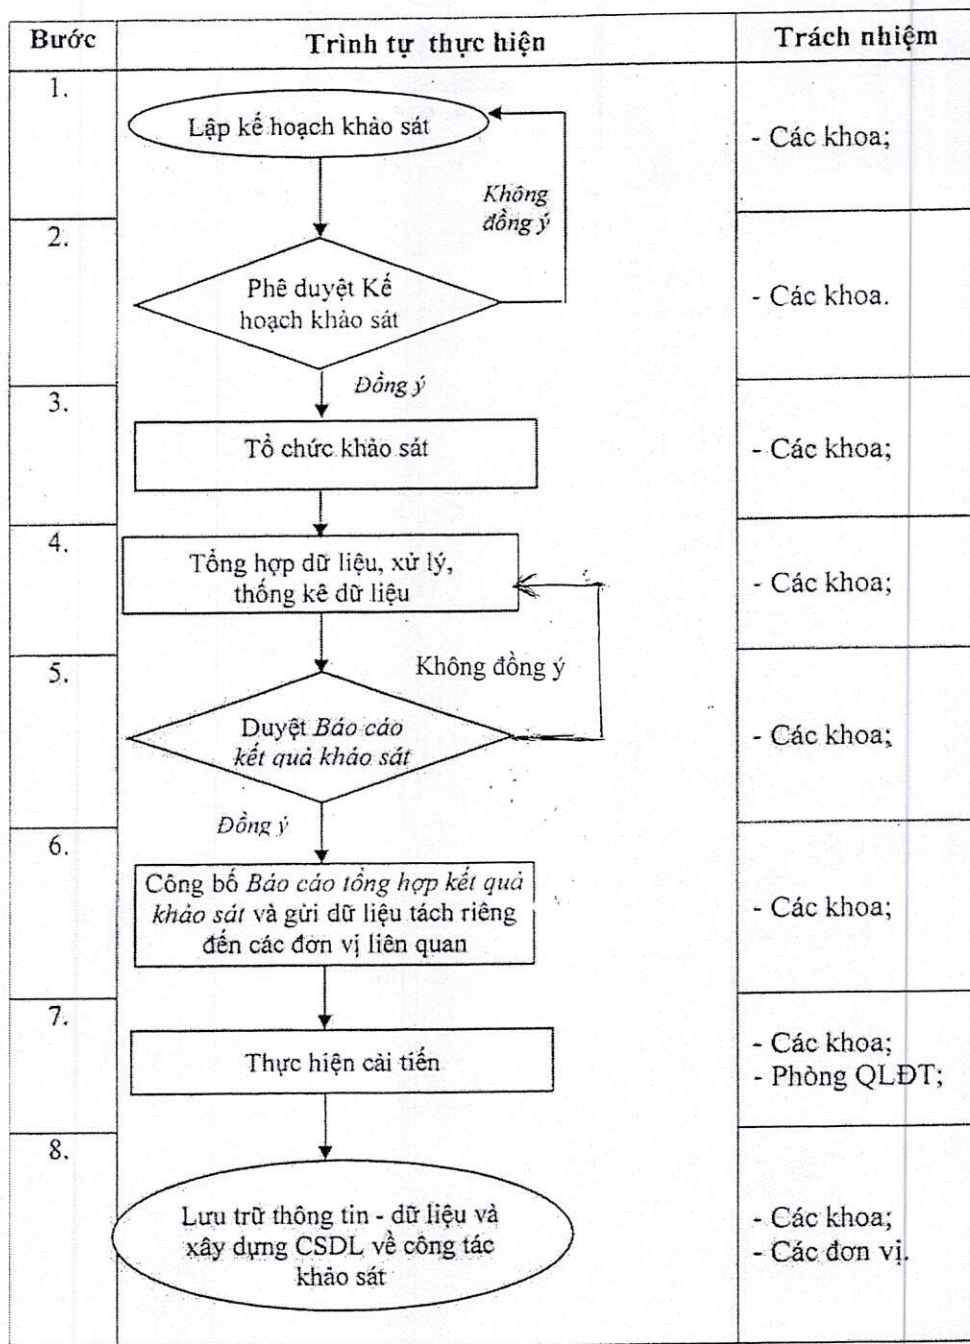 Bước
Trình tự thực hiện
Trách nhiệm
1.
Lập kế hoạch khảo sát
- Các khoa;
Không
đồng ý
2.
Phê duyệt Kế
hoạch khảo sát
- Các khoa.
Đồng ý
3.
Tổ chức khảo sát
- Các khoa;
4.
Tổng hợp dữ liệu, xử lý,
thống kê dữ liệu
- Các khoa;
Không đồng ý
5.
Duyệt Báo cáo
kết quả khảo sát
- Các khoa;
Đồng ý
6.
Công bố Báo cáo tổng hợp kết quả
khảo sát và gửi dữ liệu tách riêng
đến các đơn vị liên quan
- Các khoa;
7.
Thực hiện cải tiến
- Các khoa;
- Phòng QLĐT;
8.
Lưu trữ thông tin - dữ liệu và
xây dựng CSDL về công tác
khảo sát
- Các khoa;
- Các đơn vị.